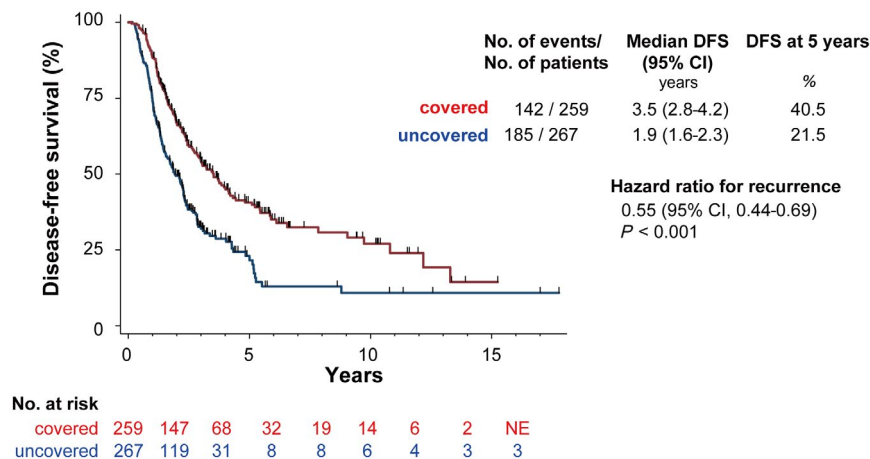 Disease-free survival (%)
100
75
50
25
0
0 5 10 15
Years
No. of events/ Median DFS DFS at 5 years
No. of patients (95% CI)
years %
covered 142 / 259 3.5 (2.8-4.2) 40.5
uncovered 185 / 267 1.9 (1.6-2.3) 21.5
Hazard ratio for recurrence
0.55 (95% CI, 0.44-0.69)
P < 0.001
No. at risk
covered 259 147 68 32 19 14 6 2 NE
uncovered 267 119 31 8 8 6 4 3 3